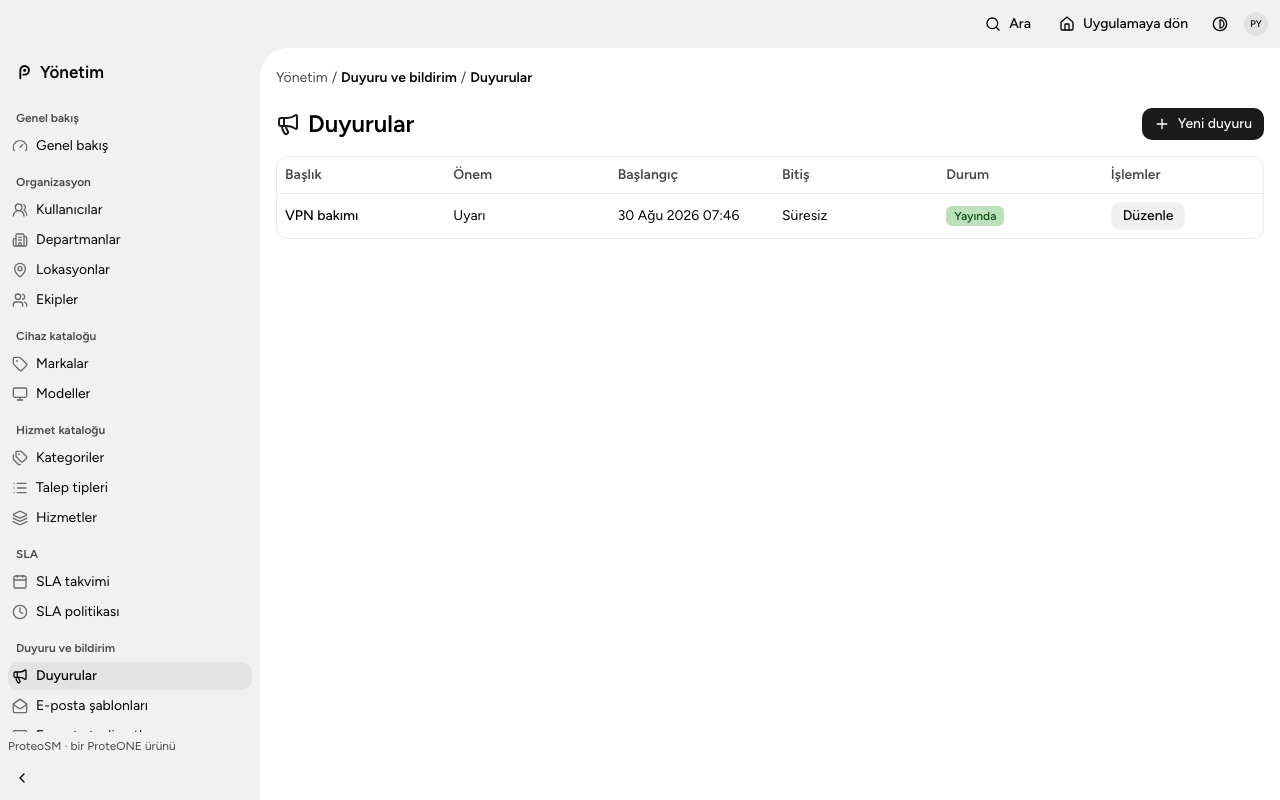 Ara
Uygulamaya dön
PY
Yönetim
Genel bakış
Genel bakış
Organizasyon
Kullanıcılar
Departmanlar
Lokasyonlar
Ekipler
Cihaz kataloğu
Markalar
Modeller
Hizmet kataloğu
Kategoriler
Talep tipleri
Hizmetler
SLA
SLA takvimi
SLA politikası
Duyuru ve bildirim
Duyurular
E-posta şablonları
ProteoSM · bir ProteONE ürünü
Yönetim / Duyuru ve bildirim / Duyurular
Duyurular
Yeni duyuru
Başlık Önem Başlangıç Bitiş Durum İşlemler
VPN bakımı Uyarı 30 Ağu 2026 07:46 Süresiz Yayında Düzenle